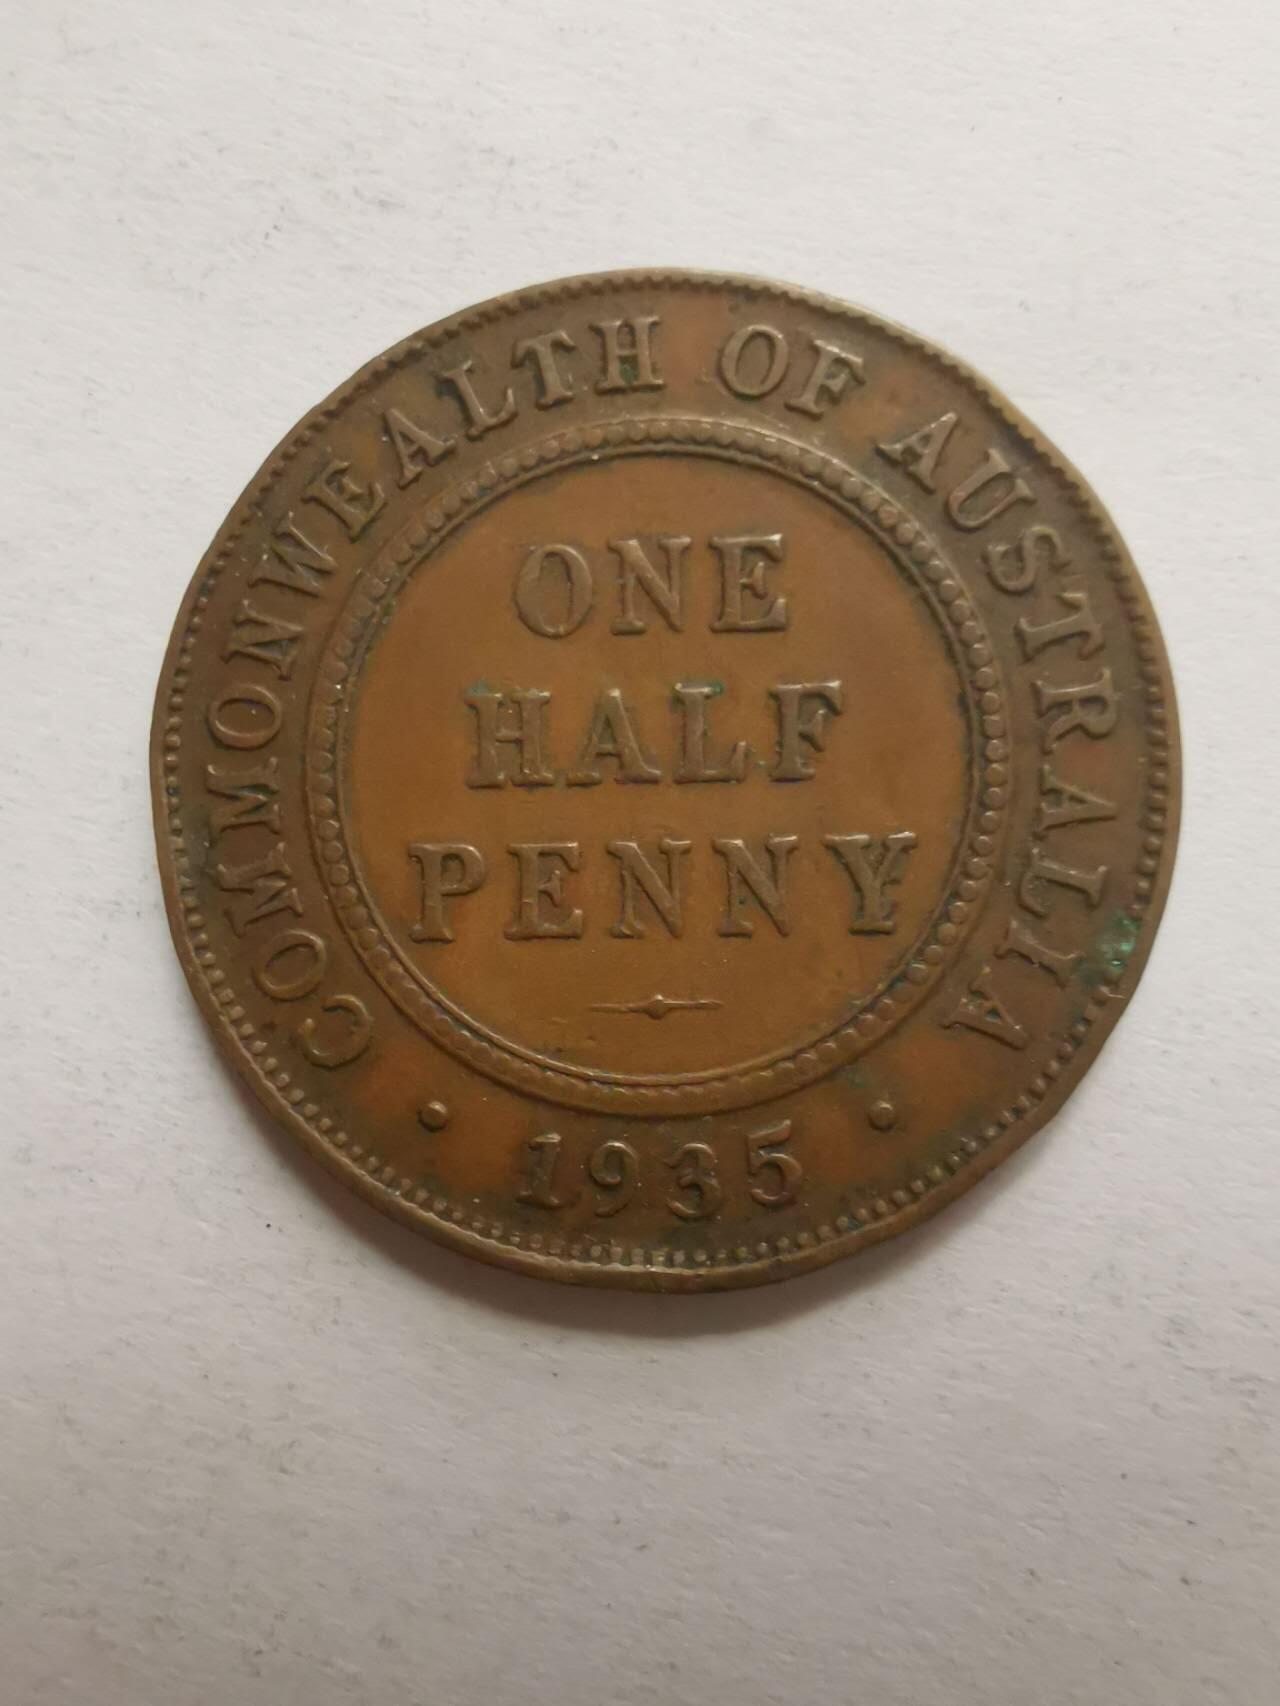 COMMONWEALTH OF AUSTRALIA
ONE
HALF
PENNY
· 1935 ·